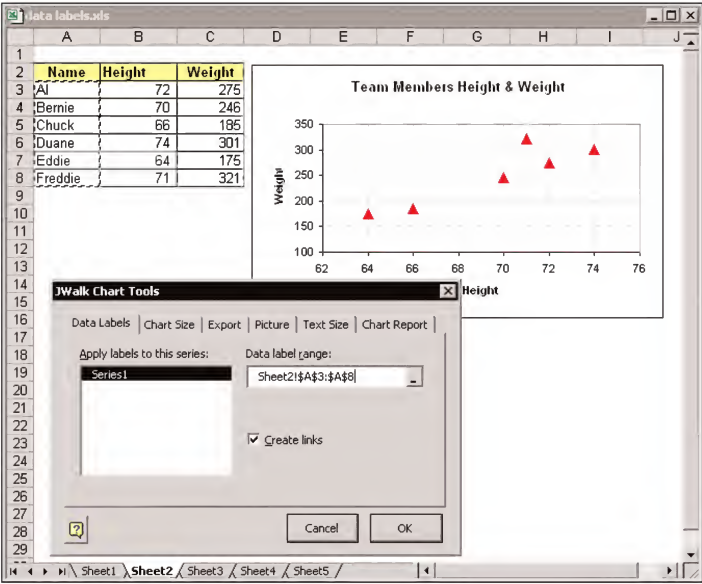 data labels.xls
A B C D E F G H I J
1
2 Name Height Weight
3 Al 72 275
4 Bernie 70 246
5 Chuck 66 185
6 Duane 74 301
7 Eddie 64 175
8 Freddie 71 321
9
10
11
12
13
14
15
16
17
18
19
20
21
22
23
24
25
26
27
28
29
Team Members Height & Weight
350
300
250
200
150
100
Weight
62 64 66 68 70 72 74 76
Height
JWalk Chart Tools
Data Labels Chart Size Export Picture Text Size Chart Report
Apply labels to this series: Data label range:
Series1 Sheet2!$A$3:$A$8
Create links
Cancel OK
Sheet1 Sheet2 Sheet3 Sheet4 Sheet5